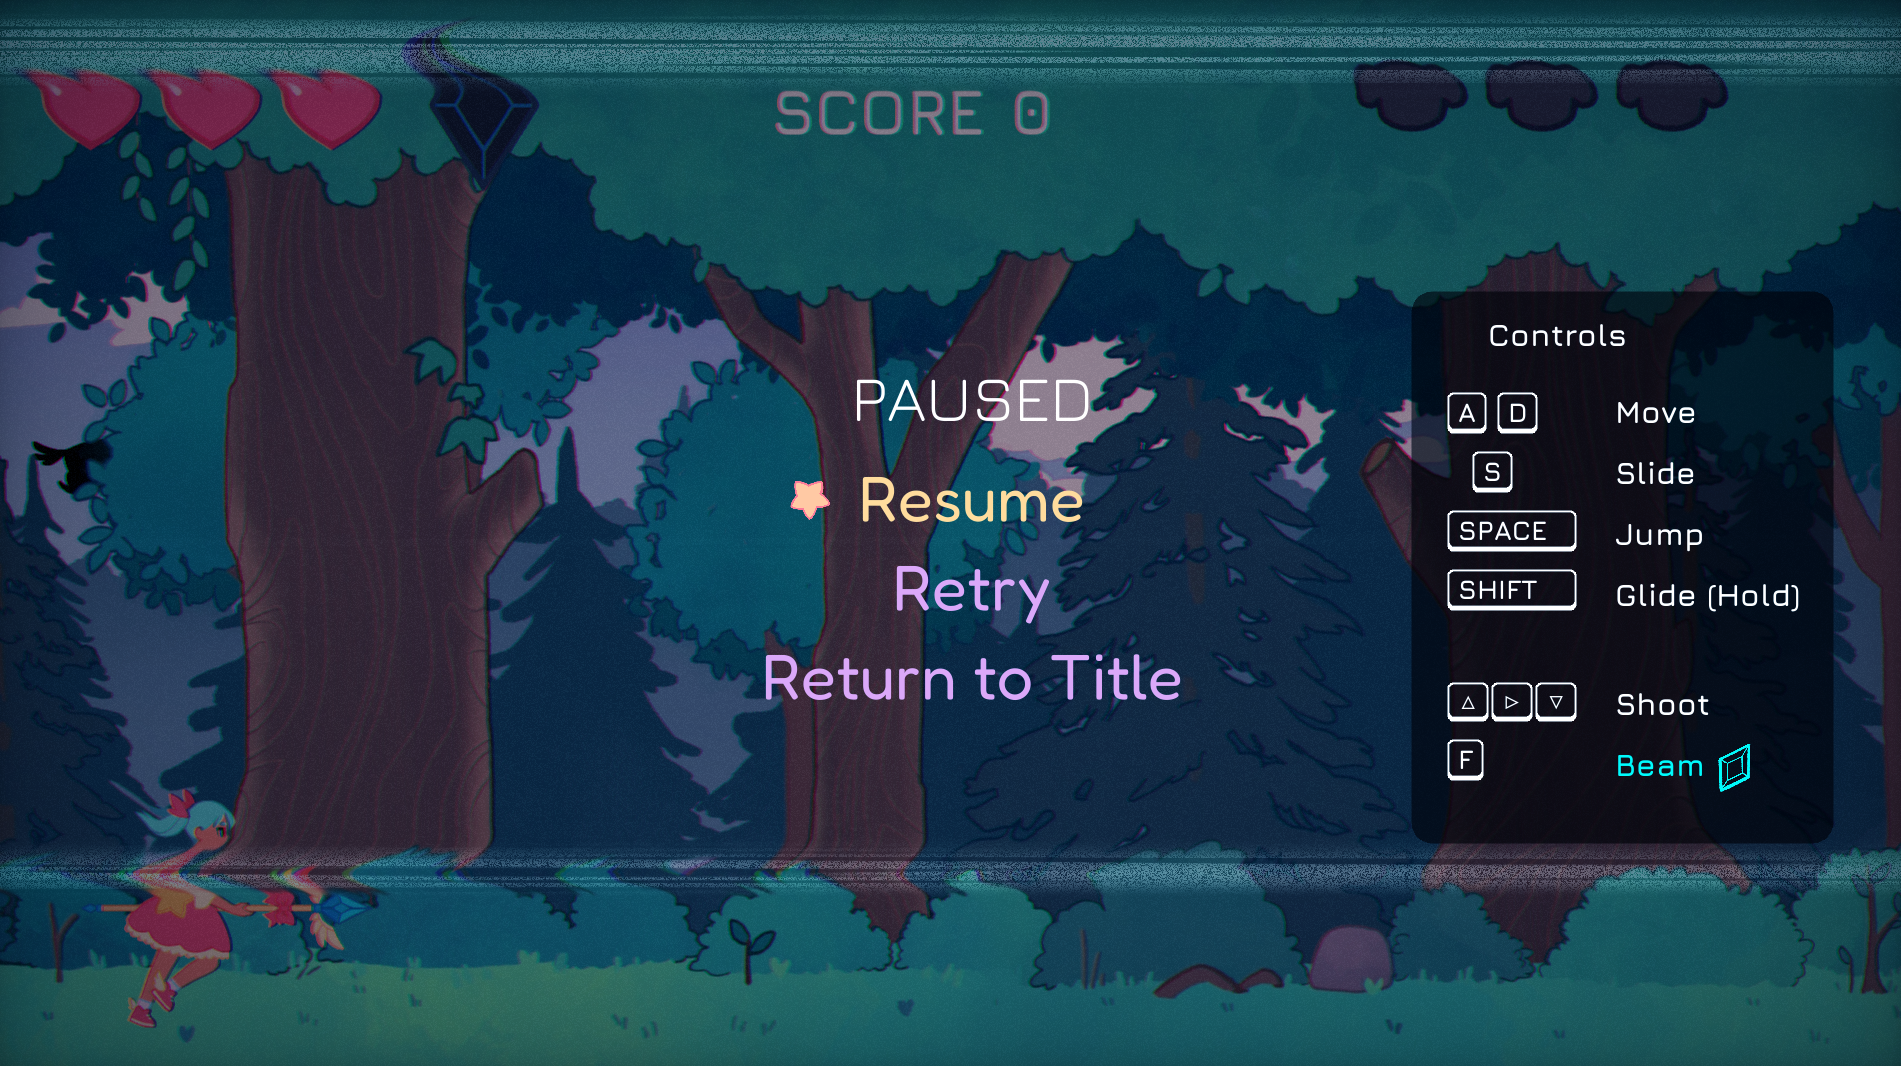 SCORE 0
PAUSED
Resume
Retry
Return to Title
Controls
A D Move
S Slide
SPACE Jump
SHIFT Glide (Hold)
△ ▷ ▽ Shoot
F Beam